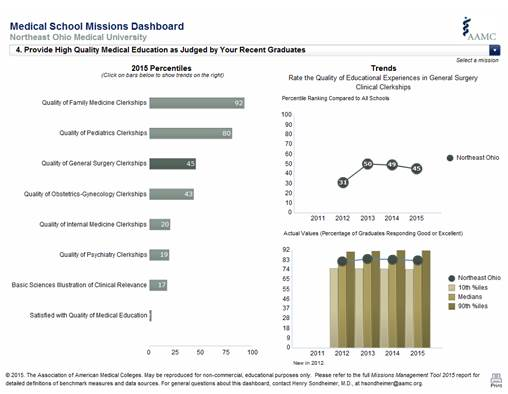 Medical School Missions Dashboard
Northeast Ohio Medical University
AAMC
4. Provide High Quality Medical Education as Judged by Your Recent Graduates
Select a mission
2015 Percentiles
(Click on bars below to show trends on the right)
Quality of Family Medicine Clerkships 92
Quality of Pediatrics Clerkships 80
Quality of General Surgery Clerkships 45
Quality of Obstetrics-Gynecology Clerkships 43
Quality of Internal Medicine Clerkships 20
Quality of Psychiatry Clerkships 19
Basic Sciences Illustration of Clinical Relevance 17
Satisfied with Quality of Medical Education
0 25 50 75 100
Trends
Rate the Quality of Educational Experiences in General Surgery
Clinical Clerkships
Percentile Ranking Compared to All Schools
100
90
80
70
60
50
40
30
20
10
0
31 50 49 45
2011 2012 2013 2014 2015
Northeast Ohio
Actual Values (Percentage of Graduates Responding Good or Excellent)
92
83
74
65
55
46
37
28
18
9
0
2011 2012 2013 2014 2015
Northeast Ohio
10th %iles
Medians
90th %iles
New in 2012.
© 2015. The Association of American Medical Colleges. May be reproduced for non-commercial, educational purposes only. Please refer to the full Missions Management Tool 2015 report for
detailed definitions of benchmark measures and data sources. For general questions about this dashboard, contact Henry Sondheimer, M.D., at hsondheimer@aamc.org.
Print